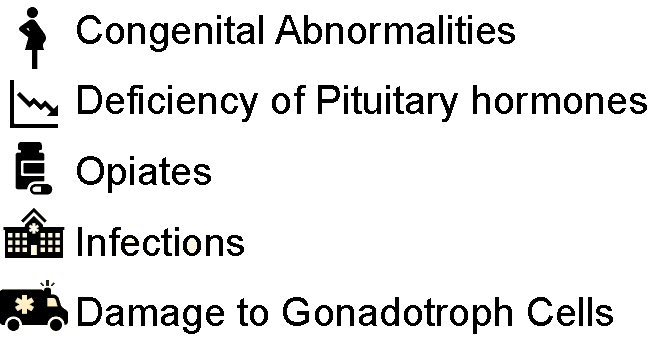 Congenital Abnormalities
Deficiency of Pituitary hormones
Opiates
Infections
Damage to Gonadotroph Cells